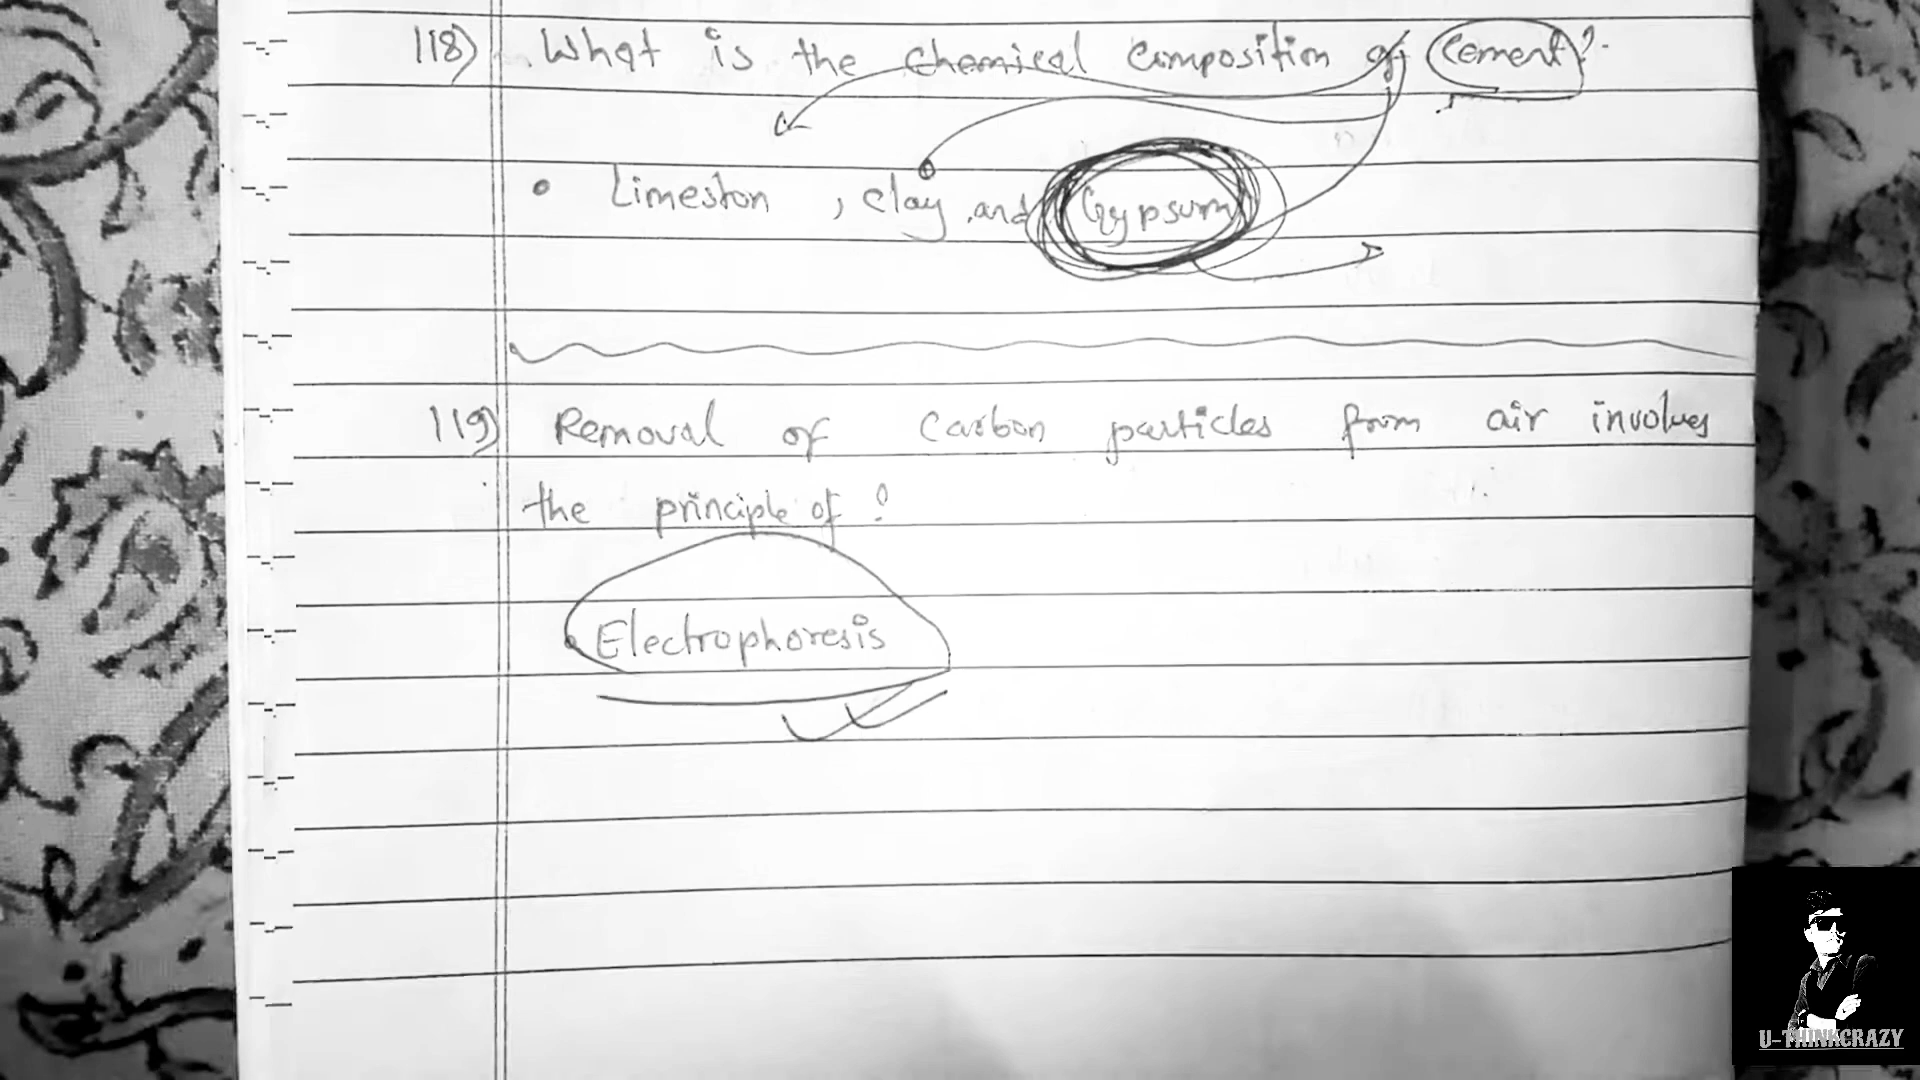 118) What is the chemical composition of Cement?
• Limeston, clay and Gypsum
119) Removal of Carbon particles from air involves
the principle of?
Electrophoresis
U-THINKCRAZY